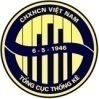 CHXHCN VIỆT NAM
6 - 5 - 1946
TỔNG CỤC THỐNG KÊ